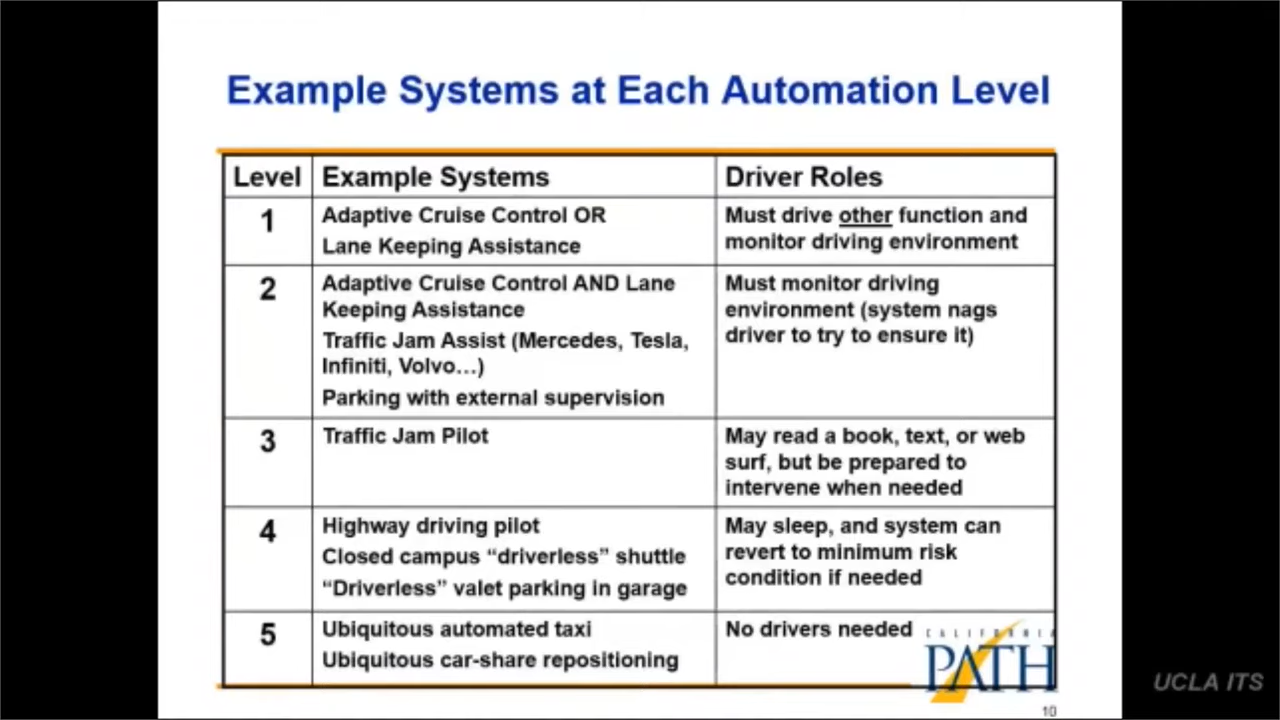 Example Systems at Each Automation Level
Level Example Systems Driver Roles
1
Adaptive Cruise Control OR
Lane Keeping Assistance
Must drive other function and
monitor driving environment
2
Adaptive Cruise Control AND Lane
Keeping Assistance
Traffic Jam Assist (Mercedes, Tesla,
Infiniti, Volvo…)
Parking with external supervision
Must monitor driving
environment (system nags
driver to try to ensure it)
3
Traffic Jam Pilot
May read a book, text, or web
surf, but be prepared to
intervene when needed
4
Highway driving pilot
Closed campus “driverless” shuttle
“Driverless” valet parking in garage
May sleep, and system can
revert to minimum risk
condition if needed
5
Ubiquitous automated taxi
Ubiquitous car-share repositioning
No drivers needed
CALIFORNIA
PATH
UCLA ITS
10